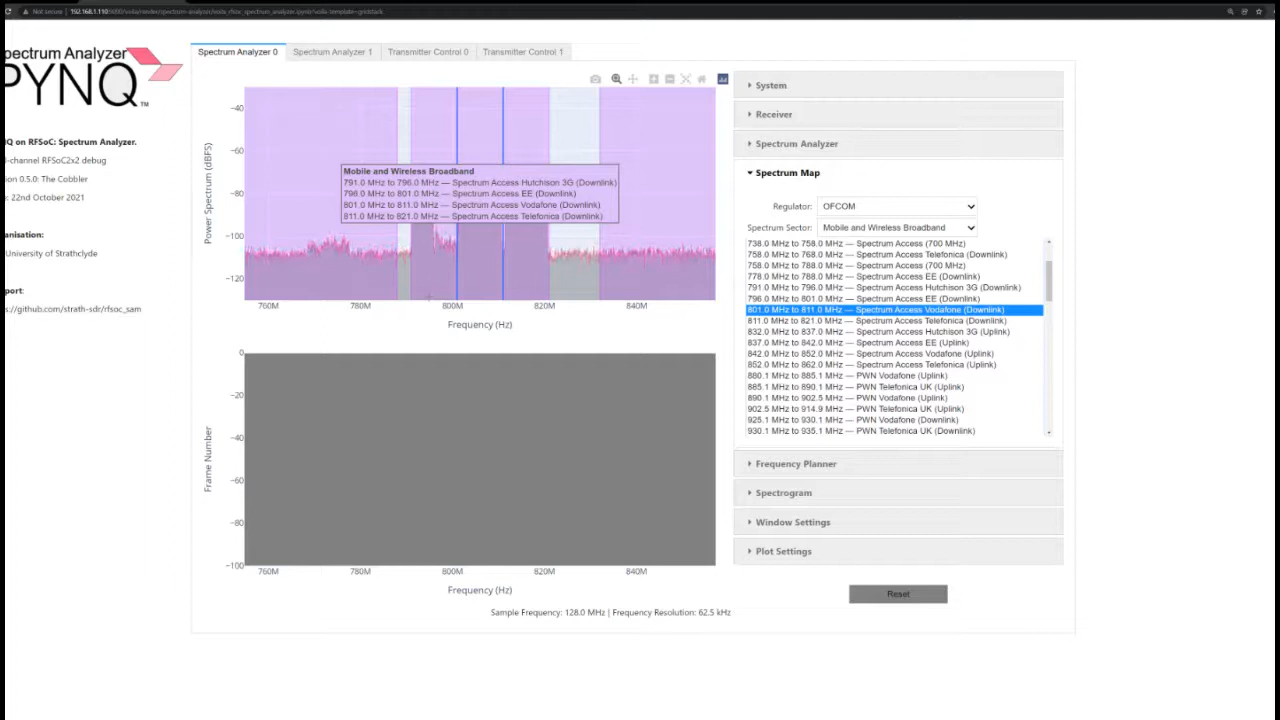 Not secure | 192.168.1.110
Spectrum Analyzer
PYNQ™
on RFSoC: Spectrum Analyzer.
-channel RFSoC2x2 debug
ion 0.5.0: The Cobbler
: 22nd October 2021
anisation:
University of Strathclyde
port:
s://github.com/strath-sdr/rfsoc_sam
Spectrum Analyzer 0
Spectrum Analyzer 1
Transmitter Control 0
Transmitter Control 1
Power Spectrum (dBFS)
−40
−60
−80
−100
−120
Mobile and Wireless Broadband
791.0 MHz to 796.0 MHz — Spectrum Access Hutchison 3G (Downlink)
796.0 MHz to 801.0 MHz — Spectrum Access EE (Downlink)
801.0 MHz to 811.0 MHz — Spectrum Access Vodafone (Downlink)
811.0 MHz to 821.0 MHz — Spectrum Access Telefonica (Downlink)
760M 780M 800M 820M 840M
Frequency (Hz)
Frame Number
0
−20
−40
−60
−80
−100
760M 780M 800M 820M 840M
Frequency (Hz)
Sample Frequency: 128.0 MHz | Frequency Resolution: 62.5 kHz
System
Receiver
Spectrum Analyzer
Spectrum Map
Regulator: OFCOM
Spectrum Sector: Mobile and Wireless Broadband
738.0 MHz to 758.0 MHz — Spectrum Access (700 MHz)
758.0 MHz to 768.0 MHz — Spectrum Access Telefonica (Downlink)
758.0 MHz to 788.0 MHz — Spectrum Access (700 MHz)
778.0 MHz to 788.0 MHz — Spectrum Access EE (Downlink)
791.0 MHz to 796.0 MHz — Spectrum Access Hutchison 3G (Downlink)
796.0 MHz to 801.0 MHz — Spectrum Access EE (Downlink)
801.0 MHz to 811.0 MHz — Spectrum Access Vodafone (Downlink)
811.0 MHz to 821.0 MHz — Spectrum Access Telefonica (Downlink)
832.0 MHz to 837.0 MHz — Spectrum Access Hutchison 3G (Uplink)
837.0 MHz to 842.0 MHz — Spectrum Access EE (Uplink)
842.0 MHz to 852.0 MHz — Spectrum Access Vodafone (Uplink)
852.0 MHz to 862.0 MHz — Spectrum Access Telefonica (Uplink)
880.1 MHz to 885.1 MHz — PWN Vodafone (Uplink)
885.1 MHz to 890.1 MHz — PWN Telefonica UK (Uplink)
890.1 MHz to 902.5 MHz — PWN Vodafone (Uplink)
902.5 MHz to 914.9 MHz — PWN Telefonica UK (Uplink)
925.1 MHz to 930.1 MHz — PWN Vodafone (Downlink)
930.1 MHz to 935.1 MHz — PWN Telefonica UK (Downlink)
Frequency Planner
Spectrogram
Window Settings
Plot Settings
Reset